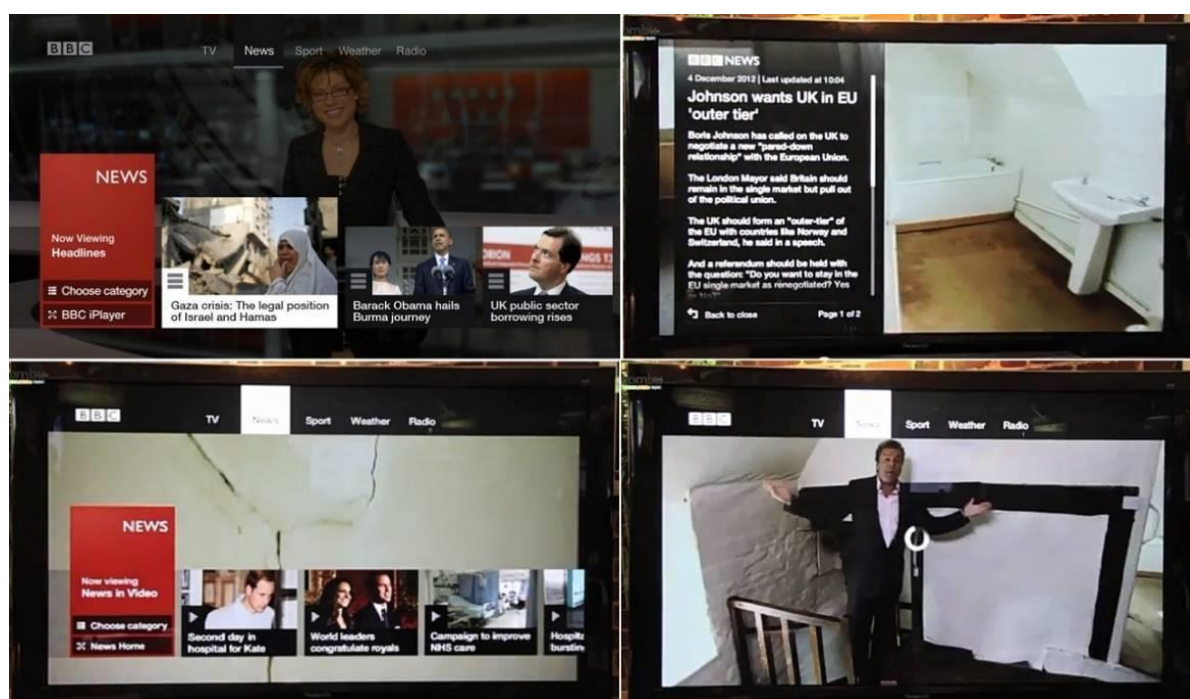 BBC
TV News Sport Weather Radio
NEWS
Now Viewing
Headlines
Choose category
BBC iPlayer
Gaza crisis: The legal position
of Israel and Hamas
Barack Obama hails
Burma journey
UK public sector
borrowing rises
BBC NEWS
4 December 2012 | Last updated at 10:04
Johnson wants UK in EU
'outer tier'
Boris Johnson has called on the UK to
negotiate a new "pared-down
relationship" with the European Union.
The London Mayor said Britain should
remain in the single market but pull out
of the political union.
The UK should form an "outer-tier" of
the EU with countries like Norway and
Switzerland, he said in a speech.
And a referendum should be held with
the question: "Do you want to stay in the
EU single market as renegotiated? Yes
or No?"
Back to close Page 1 of 2
BBC
TV News Sport Weather Radio
NEWS
Now viewing
News in Video
Choose category
News Home
Second day in
hospital for Kate
World leaders
congratulate royals
Campaign to improve
NHS care
Hospita
bursting
BBC
TV News Sport Weather Radio